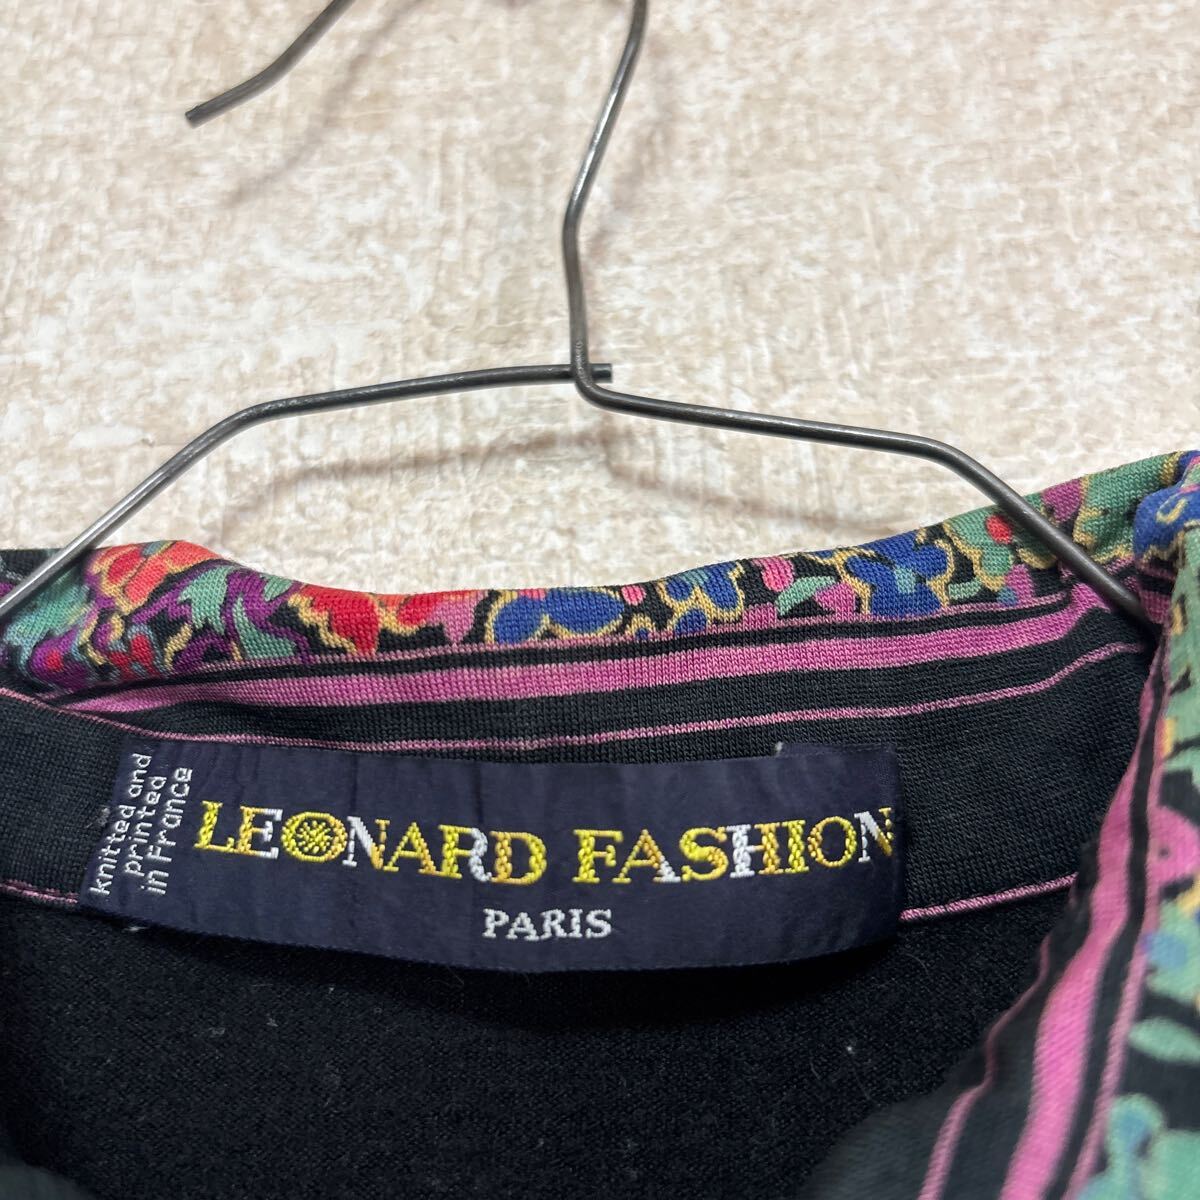 knitted and
printed
in France
LEONARD FASHION
PARIS